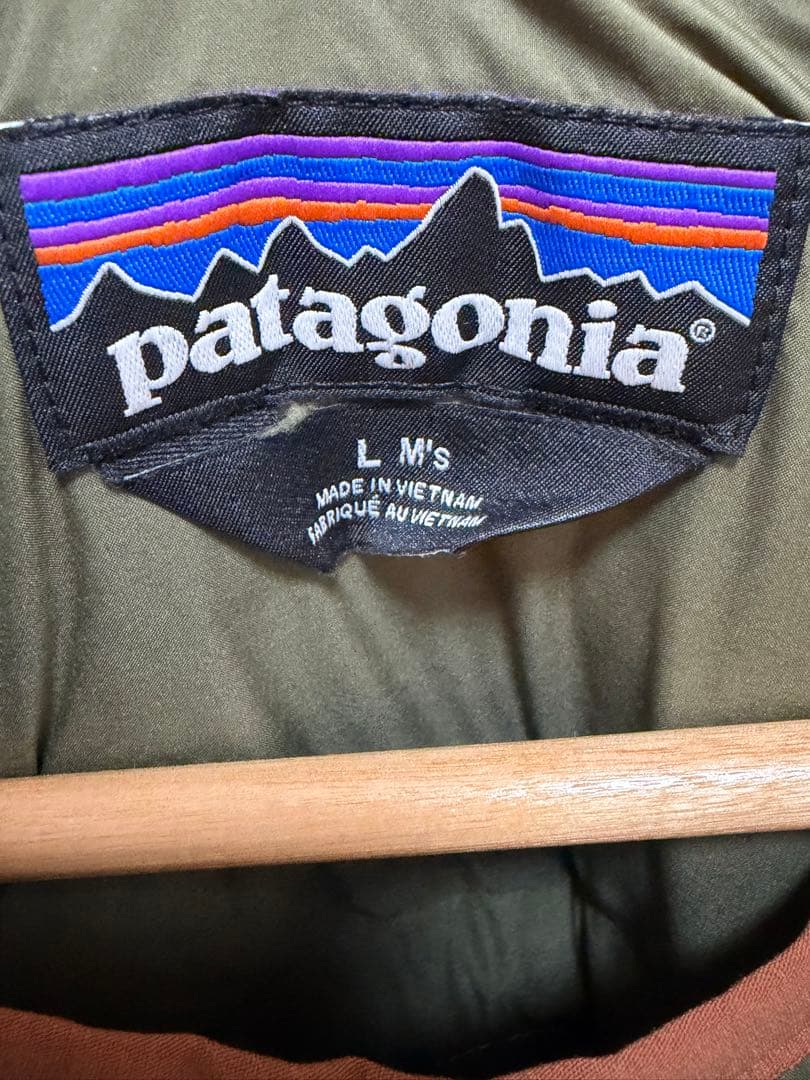 patagonia®
L M's
MADE IN VIETNAM
FABRIQUÉ AU VIETNAM